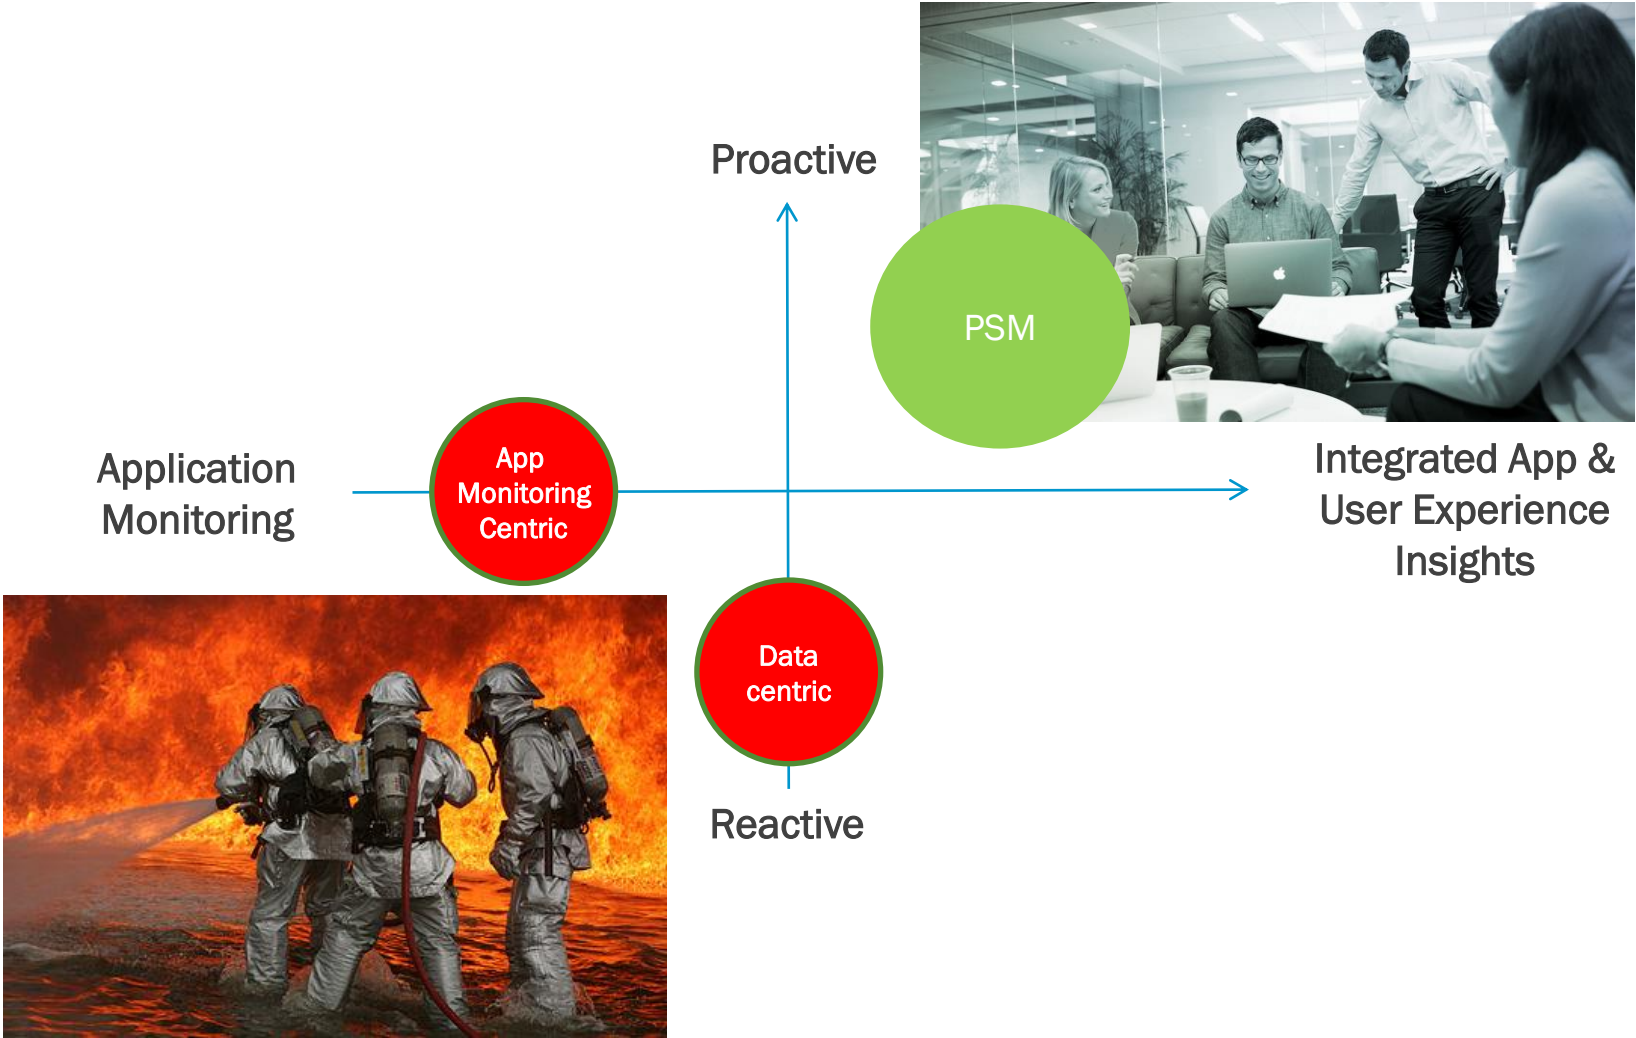 Proactive
PSM
Application
Monitoring
App
Monitoring
Centric
Integrated App &
User Experience
Insights
Data
centric
Reactive